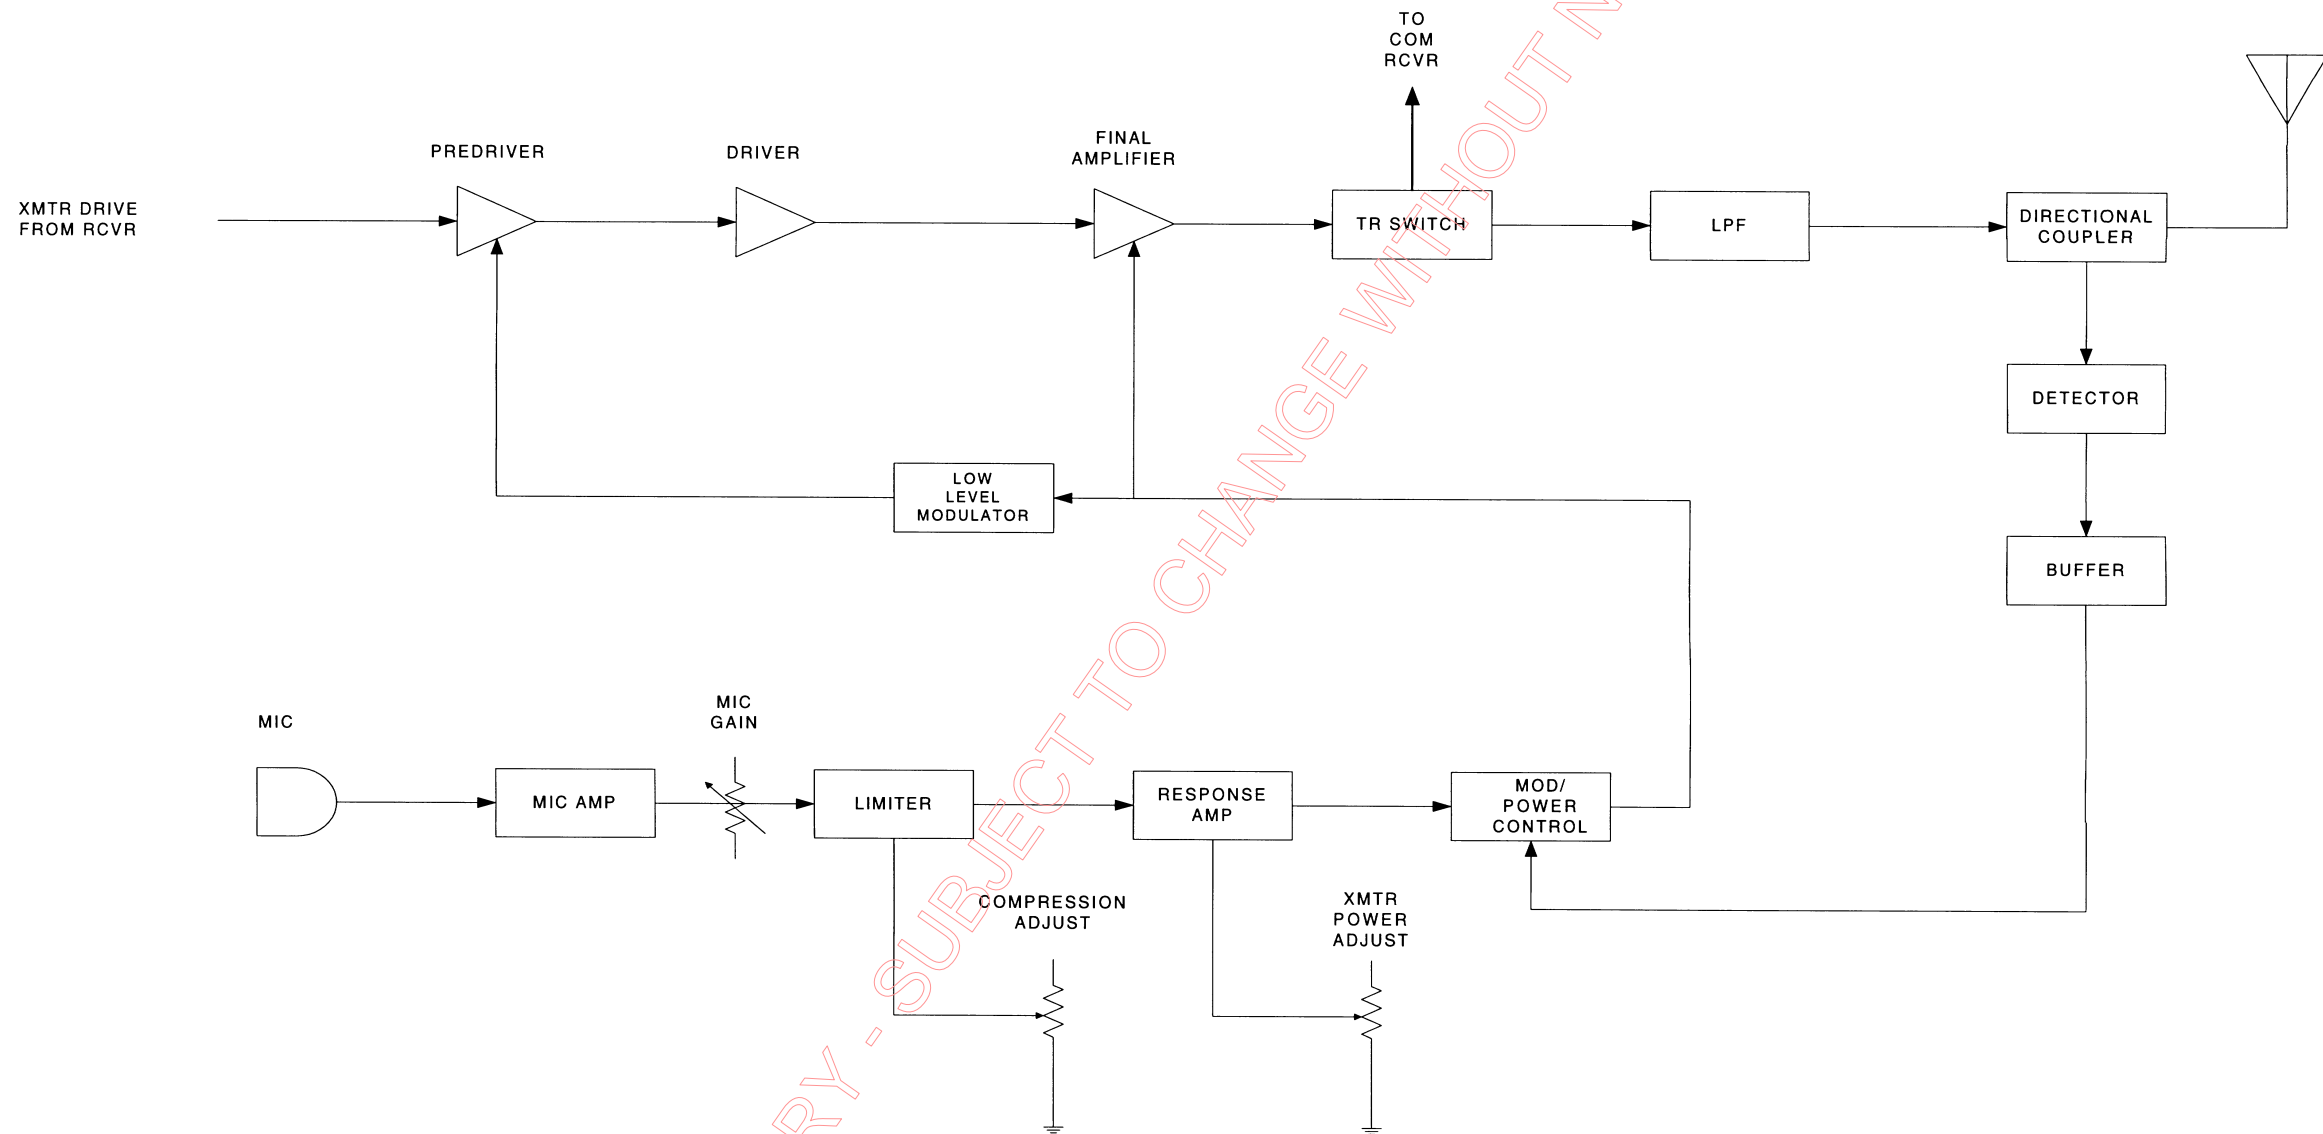 TO
COM
RCVR
PREDRIVER
DRIVER
FINAL
AMPLIFIER
XMTR DRIVE
FROM RCVR
TR SWITCH
LPF
DIRECTIONAL
COUPLER
DETECTOR
LOW
LEVEL
MODULATOR
BUFFER
MIC
MIC
GAIN
MIC AMP
LIMITER
RESPONSE
AMP
MOD/
POWER
CONTROL
COMPRESSION
ADJUST
XMTR
POWER
ADJUST
RY - SUBJECT TO CHANGE WITHOUT N